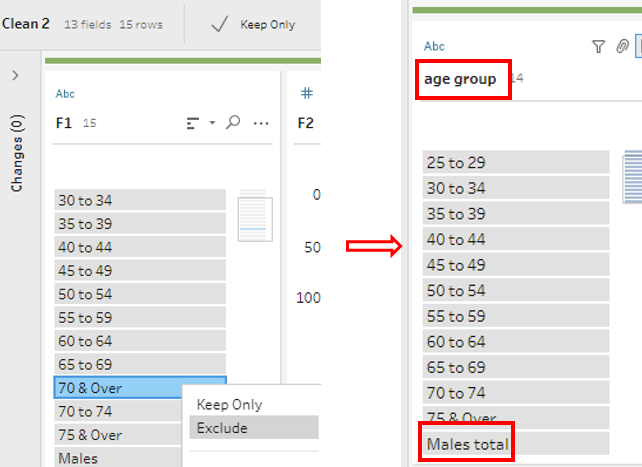 Clean 2 13 fields 15 rows Keep Only
Changes (0)
Abc
F1 15
30 to 34
35 to 39
40 to 44
45 to 49
50 to 54
55 to 59
60 to 64
65 to 69
70 & Over
70 to 74
75 & Over
Males
Keep Only
Exclude
#
F2
0
50
100
Abc
age group 14
25 to 29
30 to 34
35 to 39
40 to 44
45 to 49
50 to 54
55 to 59
60 to 64
65 to 69
70 to 74
75 & Over
Males total